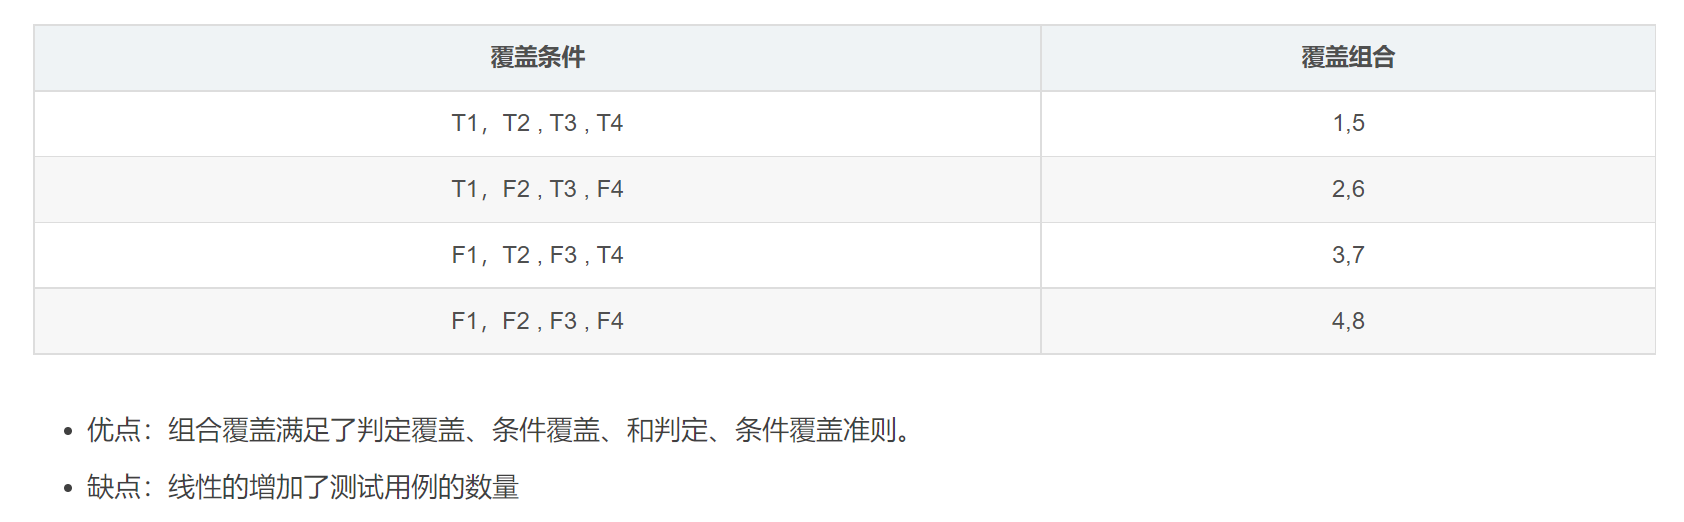 覆盖条件 覆盖组合
T1，T2 , T3 , T4 1,5
T1，F2 , T3 , F4 2,6
F1，T2 , F3 , T4 3,7
F1，F2 , F3 , F4 4,8
• 优点：组合覆盖满足了判定覆盖、条件覆盖、和判定、条件覆盖准则。
• 缺点：线性的增加了测试用例的数量